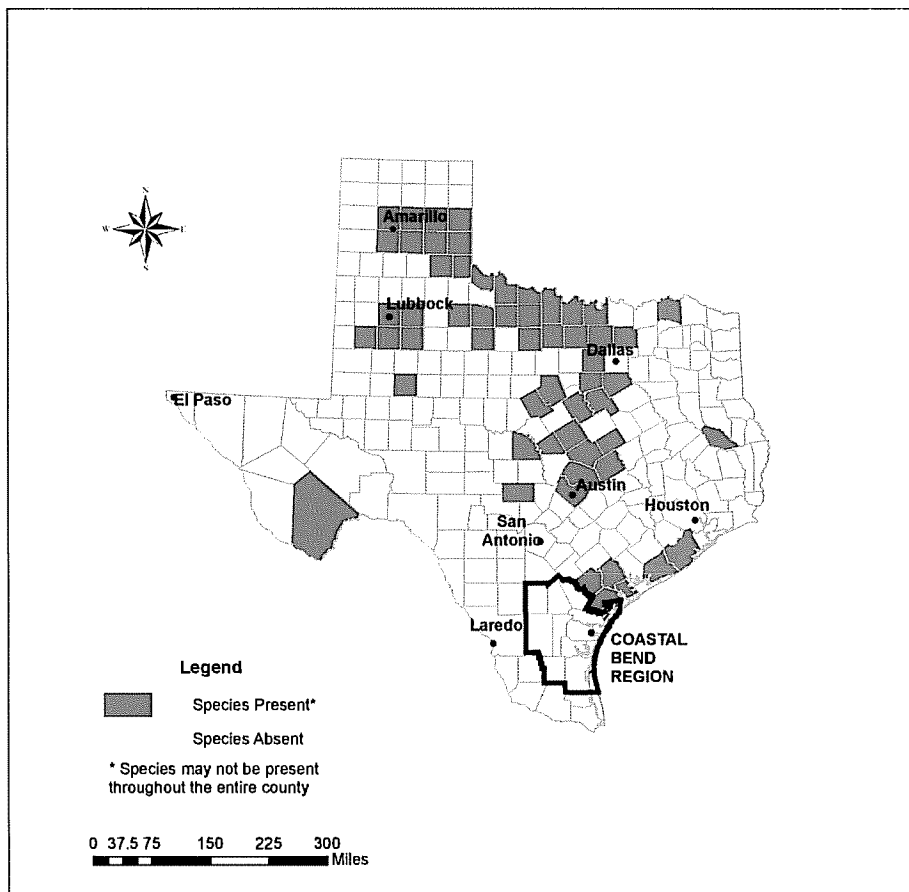 N
W E
S
Amarillo
Lubbock
Dallas
El Paso
Austin
Houston
San
Antonio
Laredo
COASTAL
BEND
REGION
Legend
Species Present*
Species Absent
* Species may not be present
throughout the entire county
0 37.5 75 150 225 300
Miles